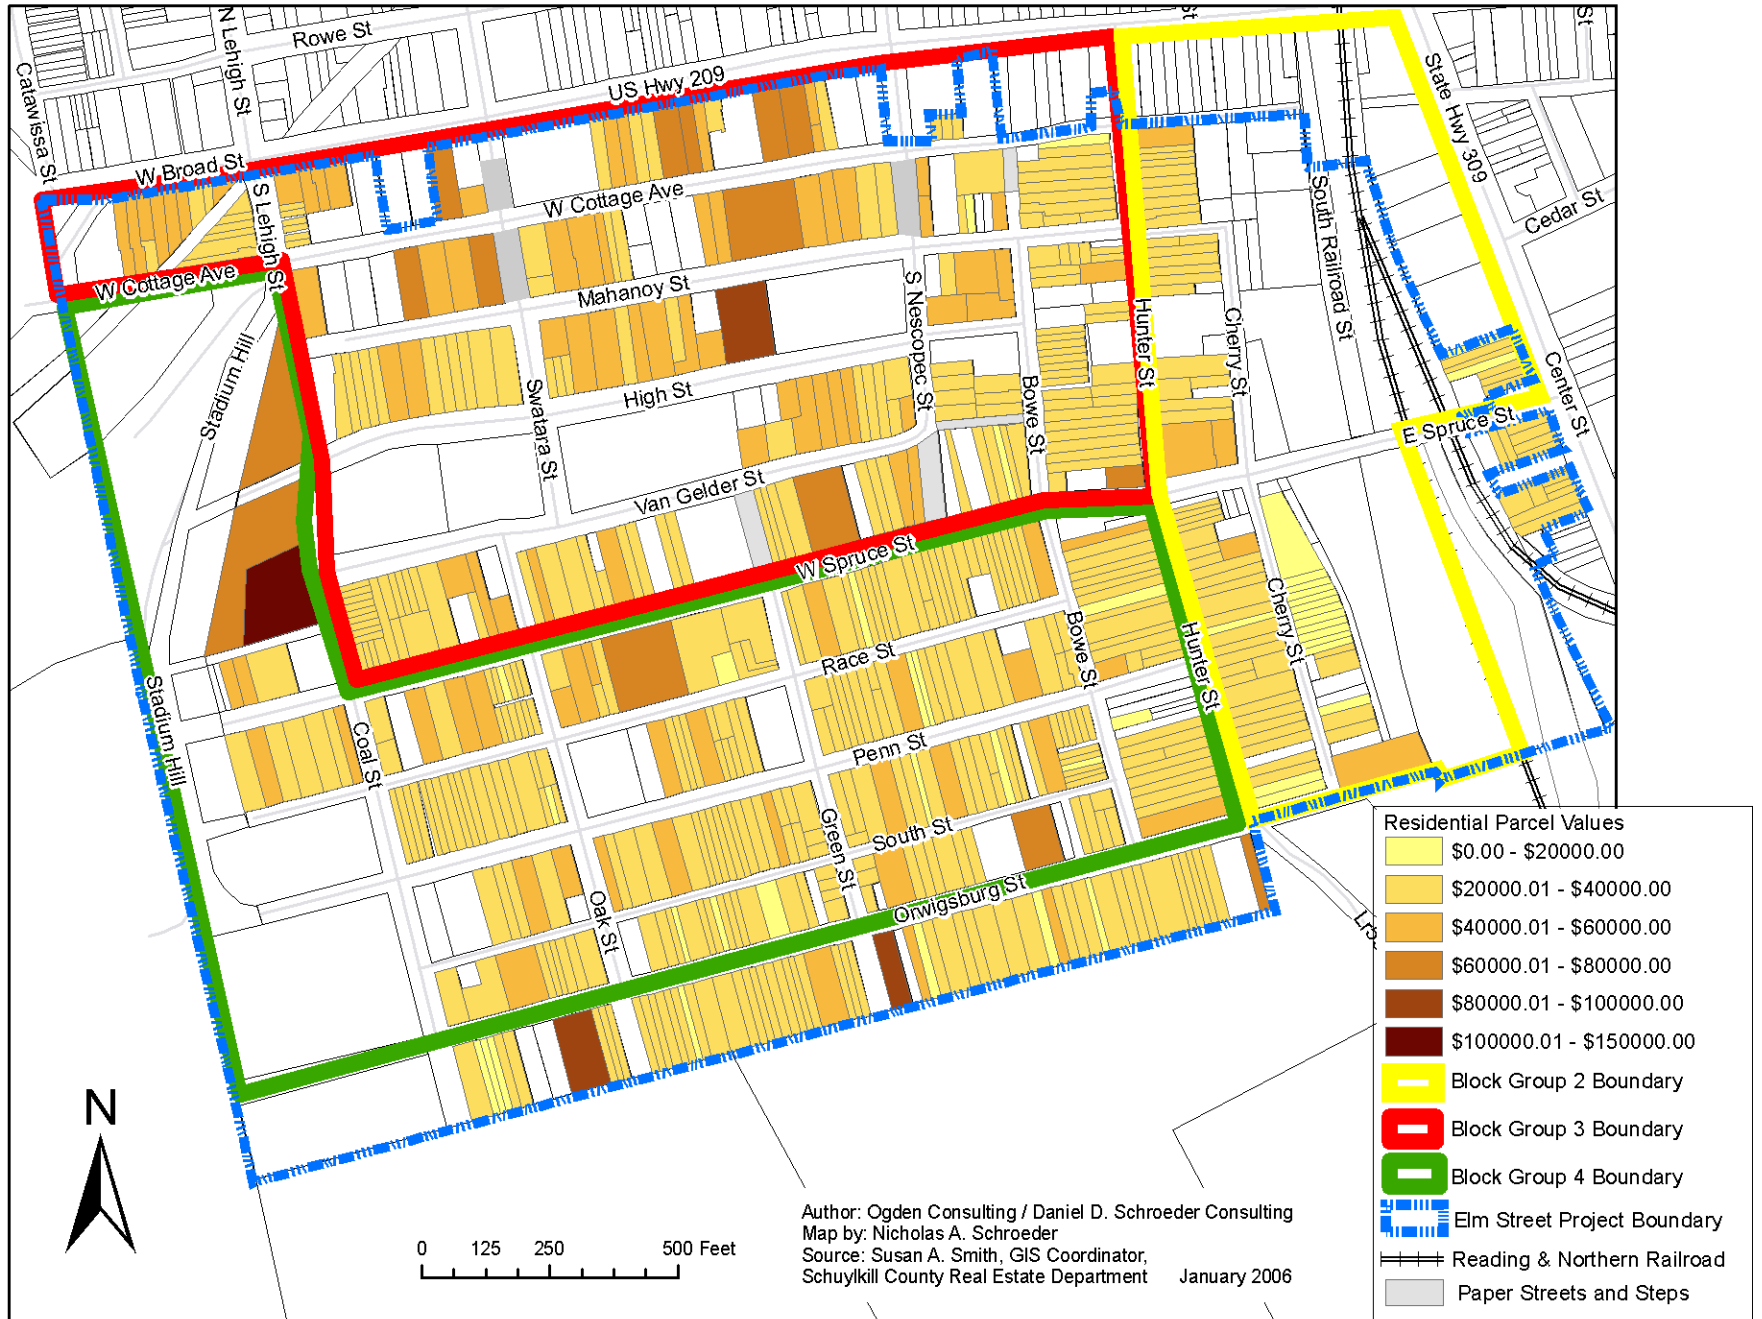 Rowe St
N Lehigh St
Catawissa St
US Hwy 209
St
St
State Hwy 309
W Broad St
S Lehigh St
W Cottage Ave
South Railroad St
Cedar St
W Cottage Ave
Mahanoy St
S Nescopec St
Hunter St
Cherry St
Stadium Hill
High St
Swatara St
Bowe St
Center St
E Spruce St
Van Gelder St
W Spruce St
Race St
Bowe St
Hunter St
Cherry St
Stadium Hill
Coal St
Penn St
Green St
South St
Oak St
Orwigsburg St
N
0 125 250 500 Feet
Author: Ogden Consulting / Daniel D. Schroeder Consulting
Map by: Nicholas A. Schroeder
Source: Susan A. Smith, GIS Coordinator,
Schuylkill County Real Estate Department January 2006
Residential Parcel Values
$0.00 - $20000.00
$20000.01 - $40000.00
$40000.01 - $60000.00
$60000.01 - $80000.00
$80000.01 - $100000.00
$100000.01 - $150000.00
Block Group 2 Boundary
Block Group 3 Boundary
Block Group 4 Boundary
Elm Street Project Boundary
Reading & Northern Railroad
Paper Streets and Steps